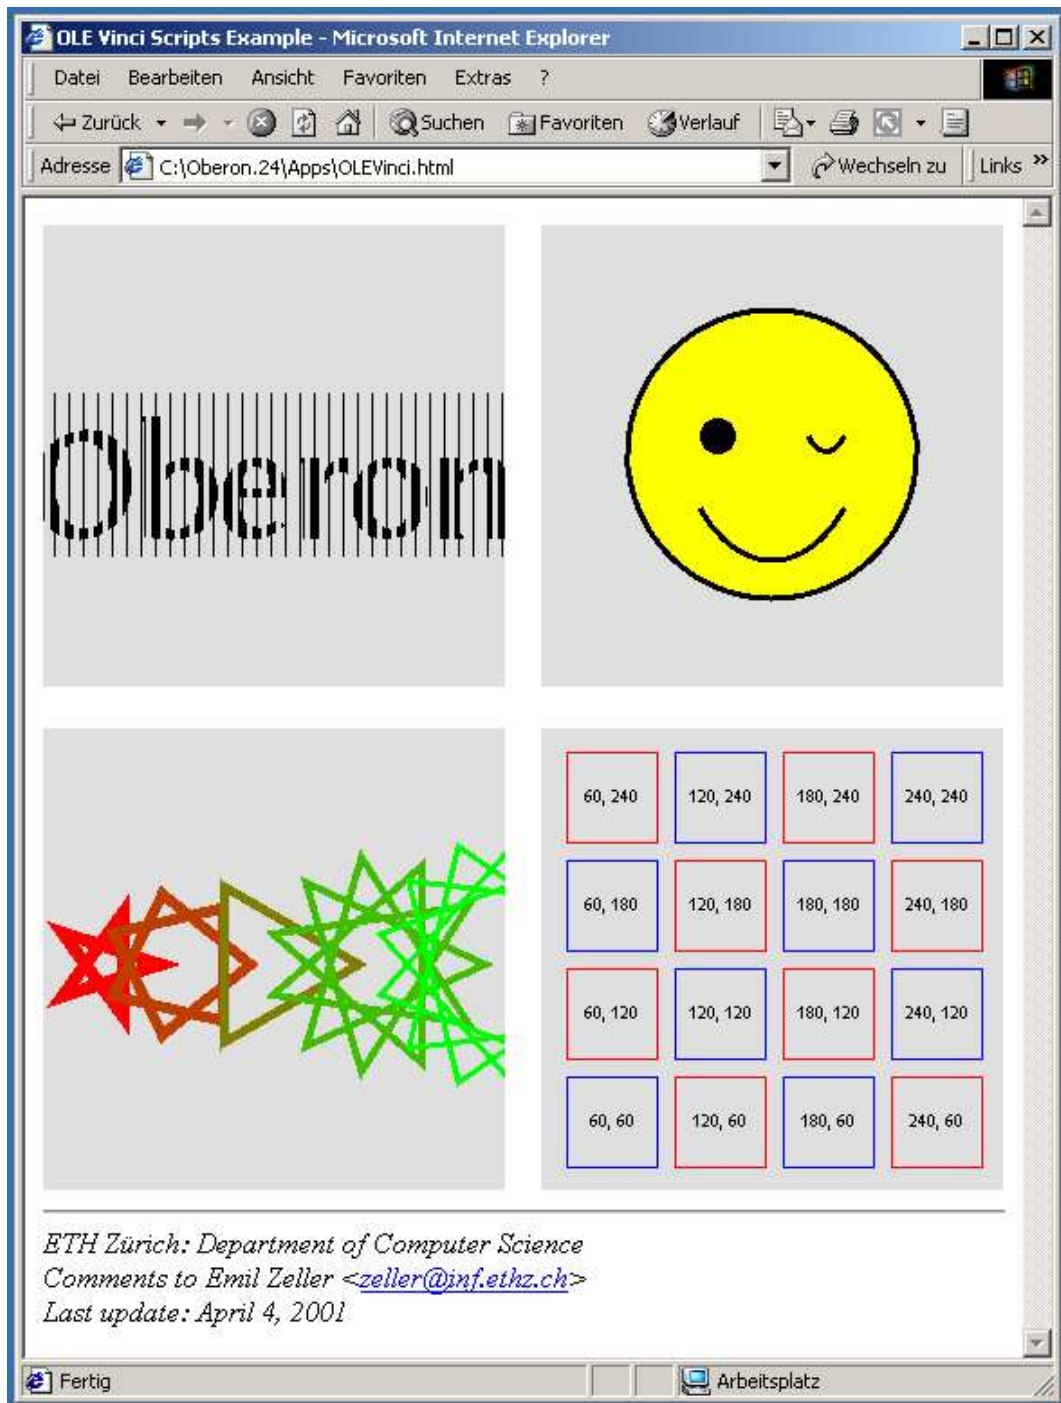 OLE Vinci Scripts Example - Microsoft Internet Explorer
Datei Bearbeiten Ansicht Favoriten Extras ?
Zurück Suchen Favoriten Verlauf
Adresse C:\Oberon.24\Apps\OLEVinci.html Wechseln zu Links »
Oberon
60, 240 120, 240 180, 240 240, 240
60, 180 120, 180 180, 180 240, 180
60, 120 120, 120 180, 120 240, 120
60, 60 120, 60 180, 60 240, 60
ETH Zürich: Department of Computer Science
Comments to Emil Zeller <zeller@inf.ethz.ch>
Last update: April 4, 2001
Fertig Arbeitsplatz